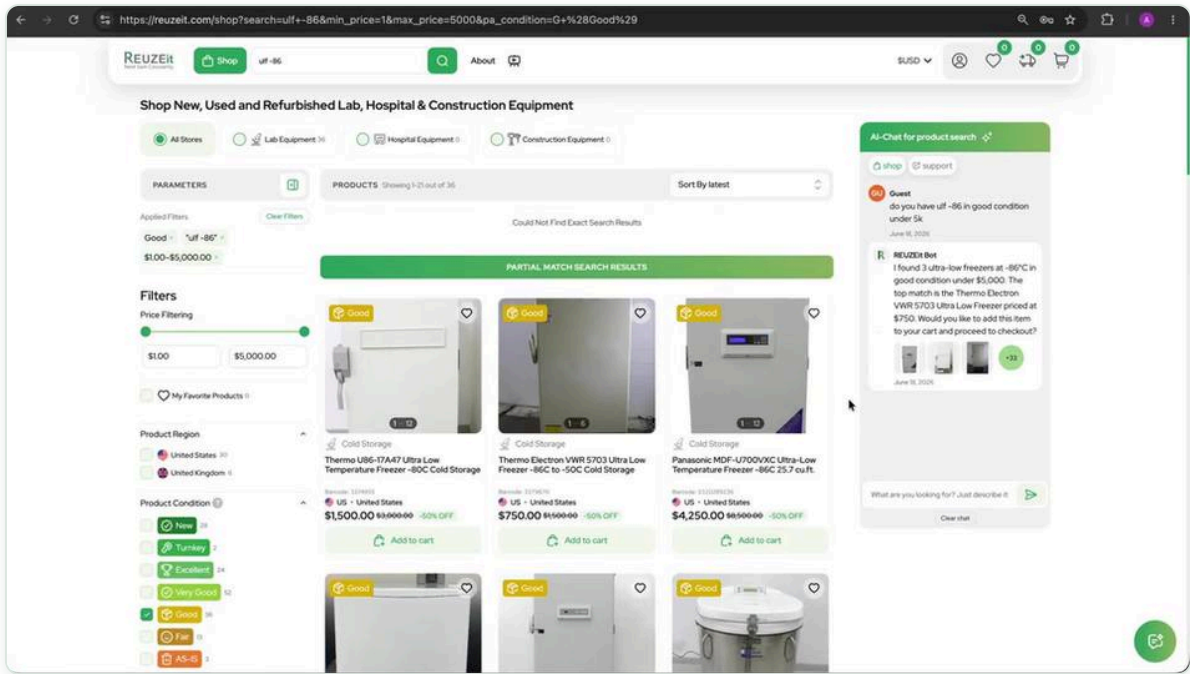 https://reuzeit.com/shop?search=ulf+-86&min_price=1&max_price=5000&pa_condition=G+%28Good%29
REUZEit
Shop
ulf -86
About
$USD
0
0
0
Shop New, Used and Refurbished Lab, Hospital & Construction Equipment
All Stores
Lab Equipment 36
Hospital Equipment 0
Construction Equipment 0
PARAMETERS
PRODUCTS Showing 1-21 out of 36
Sort By latest
Applied Filters
Clear Filters
Good ×
"ulf -86" ×
$1.00-$5,000.00 ×
Could Not Find Exact Search Results
PARTIAL MATCH SEARCH RESULTS
Filters
Price Filtering
$1.00
$5,000.00
My Favorite Products 0
Product Region
United States 30
United Kingdom 6
Product Condition
New 28
Turnkey 2
Excellent 24
Very Good 52
Good 36
Fair 15
AS-IS 3
Good
1 - 12
Cold Storage
Thermo U86-17A47 Ultra Low
Temperature Freezer -80C Cold Storage
US - United States
$1,500.00 $3,000.00 -50% OFF
Add to cart
Good
1 - 6
Cold Storage
Thermo Electron VWR 5703 Ultra Low
Freezer -86C to -50C Cold Storage
US - United States
$750.00 $1,500.00 -50% OFF
Add to cart
Good
1 - 12
Cold Storage
Panasonic MDF-U700VXC Ultra-Low
Temperature Freezer -86C 25.7 cu.ft.
US - United States
$4,250.00 $8,500.00 -50% OFF
Add to cart
Good
Good
Good
AI-Chat for product search
shop
support
GU
Guest
do you have ulf -86 in good condition
under 5k
June 18, 2026
R
REUZEit Bot
I found 3 ultra-low freezers at -86°C in
good condition under $5,000. The
top match is the Thermo Electron
VWR 5703 Ultra Low Freezer priced at
$750. Would you like to add this item
to your cart and proceed to checkout?
+33
June 18, 2026
What are you looking for? Just describe it
Clear chat